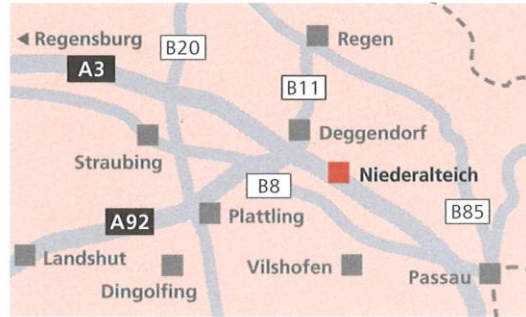 ◄ Regensburg
B20
Regen
A3
B11
Deggendorf
Straubing
Niederalteich
B8
A92
Plattling
B85
Landshut
Dingolfing
Vilshofen
Passau